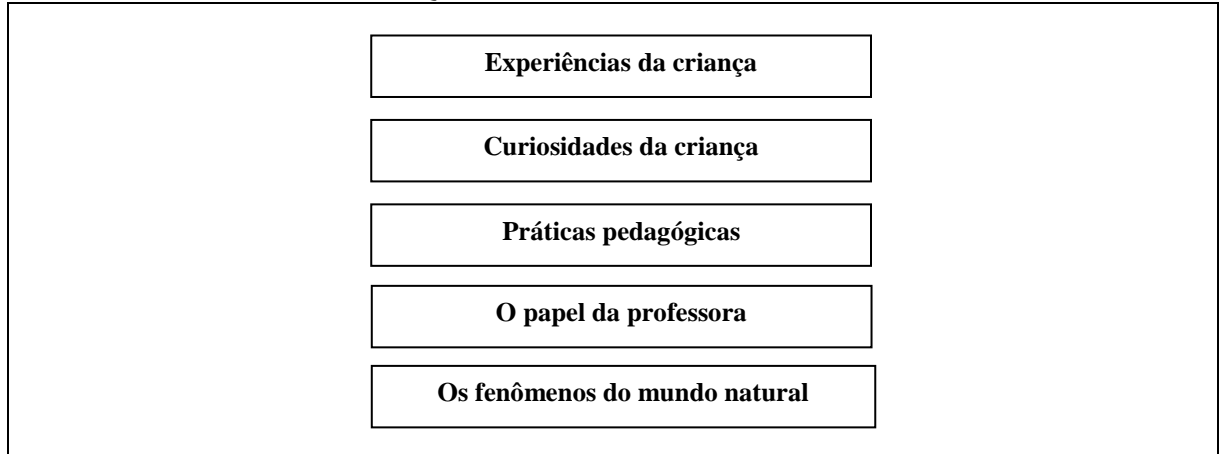 Experiências da criança
Curiosidades da criança
Práticas pedagógicas
O papel da professora
Os fenômenos do mundo natural